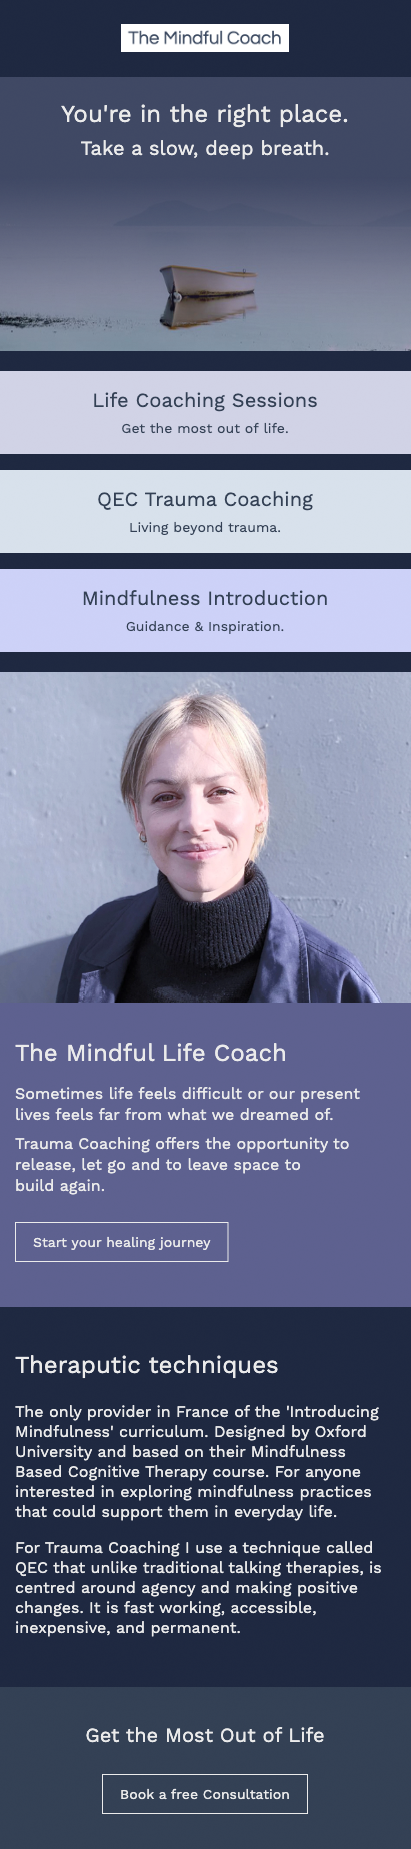 The Mindful Coach
You're in the right place.
Take a slow, deep breath.
Life Coaching Sessions
Get the most out of life.
QEC Trauma Coaching
Living beyond trauma.
Mindfulness Introduction
Guidance & Inspiration.
The Mindful Life Coach
Sometimes life feels difficult or our present
lives feels far from what we dreamed of.
Trauma Coaching offers the opportunity to
release, let go and to leave space to
build again.
Start your healing journey
Theraputic techniques
The only provider in France of the 'Introducing
Mindfulness' curriculum. Designed by Oxford
University and based on their Mindfulness
Based Cognitive Therapy course. For anyone
interested in exploring mindfulness practices
that could support them in everyday life.
For Trauma Coaching I use a technique called
QEC that unlike traditional talking therapies, is
centred around agency and making positive
changes. It is fast working, accessible,
inexpensive, and permanent.
Get the Most Out of Life
Book a free Consultation